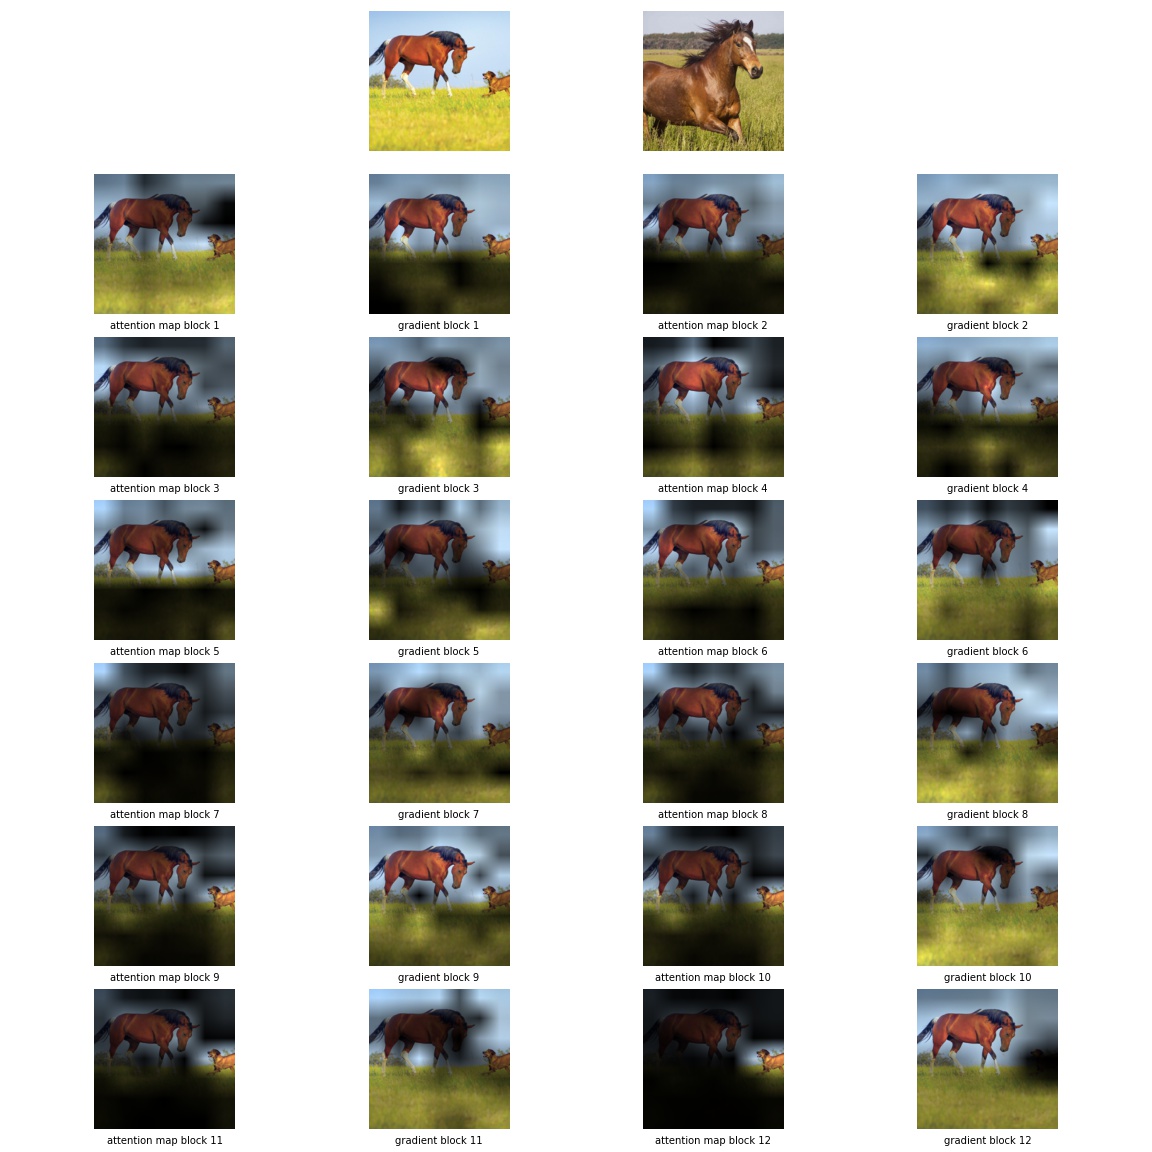 attention map block 1
gradient block 1
attention map block 2
gradient block 2
attention map block 3
gradient block 3
attention map block 4
gradient block 4
attention map block 5
gradient block 5
attention map block 6
gradient block 6
attention map block 7
gradient block 7
attention map block 8
gradient block 8
attention map block 9
gradient block 9
attention map block 10
gradient block 10
attention map block 11
gradient block 11
attention map block 12
gradient block 12